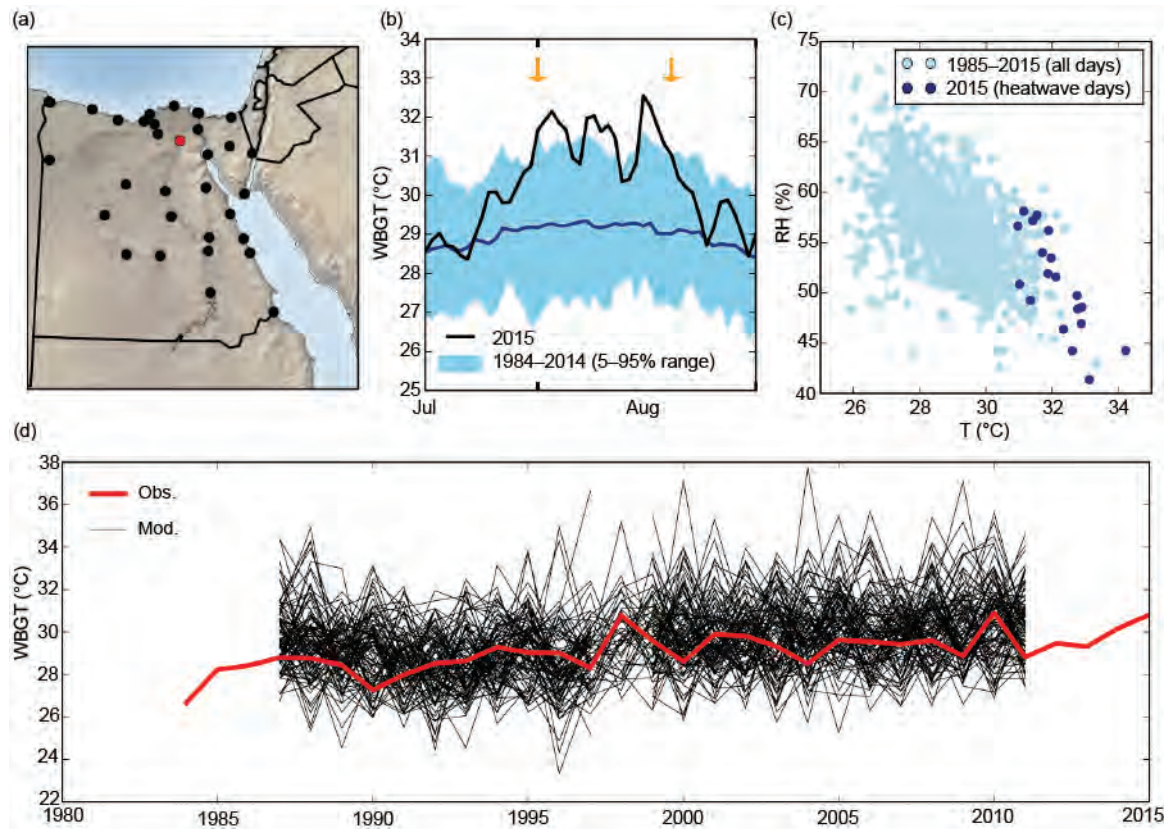 (a)
(b)
34
33
32
31
30
29
28
27
26
25
WBGT (°C)
2015
1984–2014 (5–95% range)
Jul
Aug
(c)
75
70
65
60
55
50
45
40
RH (%)
1985–2015 (all days)
2015 (heatwave days)
26
28
30
32
34
T (°C)
(d)
38
36
34
32
30
28
26
24
22
WBGT (°C)
Obs.
Mod.
1980
1985
1990
1995
2000
2005
2010
2015